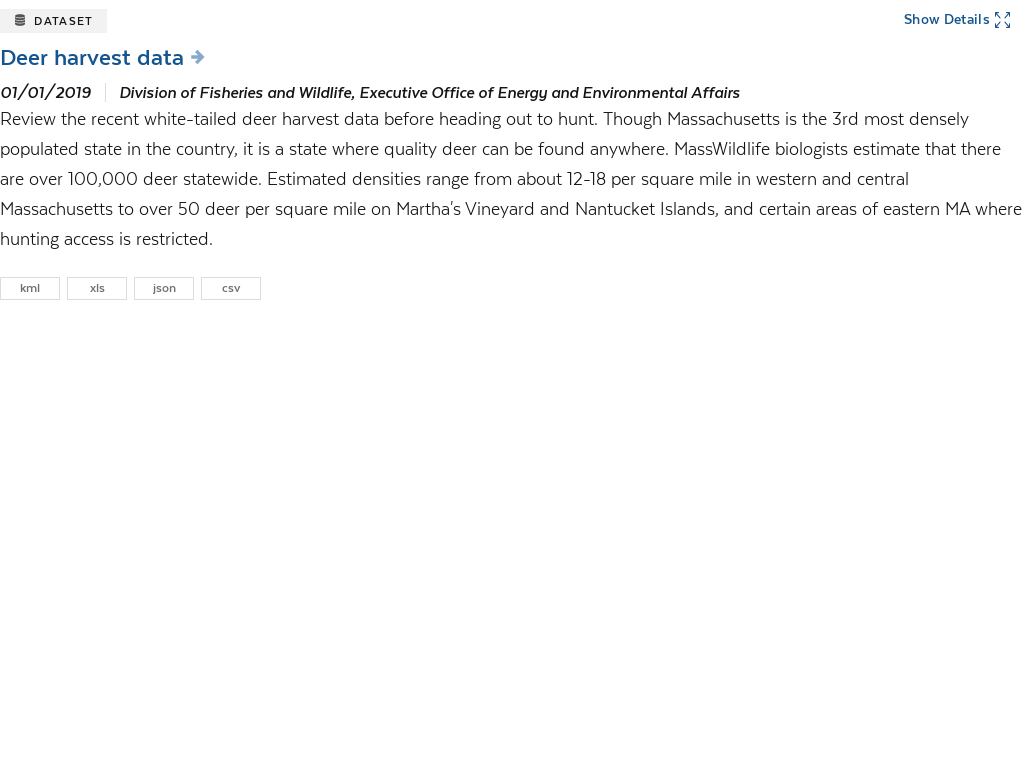 DATASET
Show Details
Deer harvest data
01/01/2019 Division of Fisheries and Wildlife, Executive Office of Energy and Environmental Affairs
Review the recent white-tailed deer harvest data before heading out to hunt. Though Massachusetts is the 3rd most densely
populated state in the country, it is a state where quality deer can be found anywhere. MassWildlife biologists estimate that there
are over 100,000 deer statewide. Estimated densities range from about 12-18 per square mile in western and central
Massachusetts to over 50 deer per square mile on Martha's Vineyard and Nantucket Islands, and certain areas of eastern MA where
hunting access is restricted.
kml xls json csv